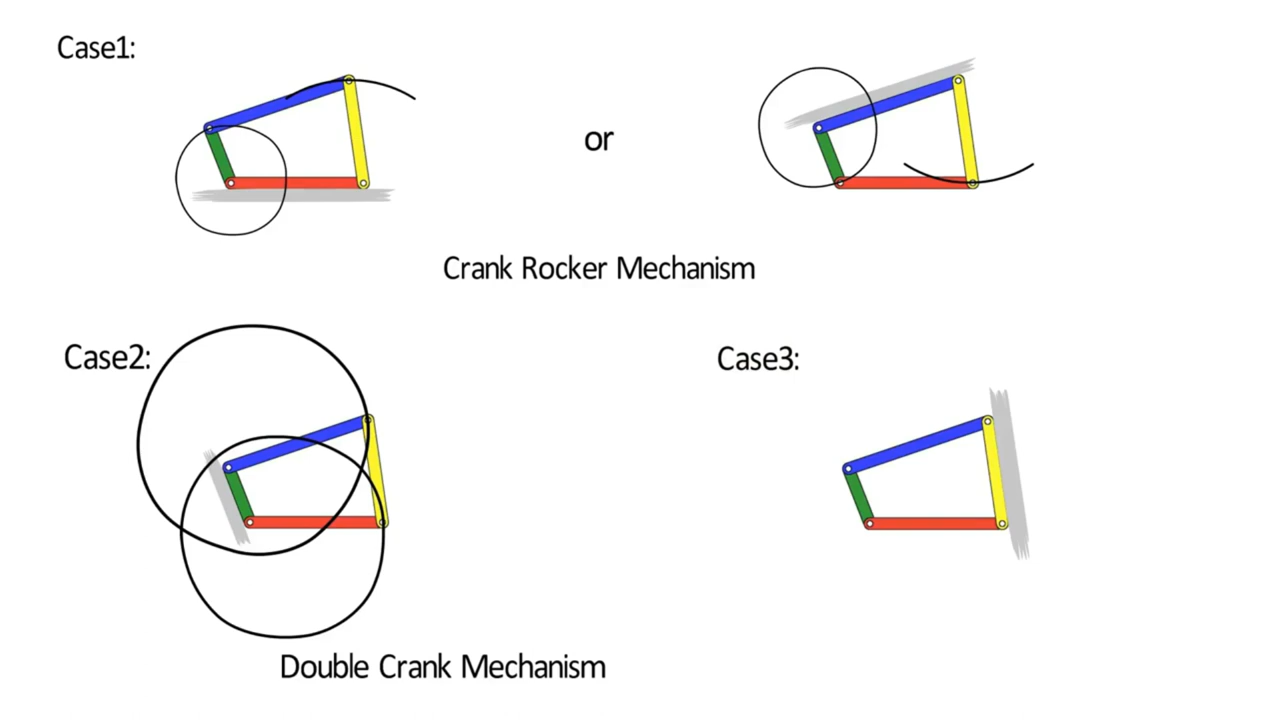 Case1:
or
Crank Rocker Mechanism
Case2:
Case3:
Double Crank Mechanism